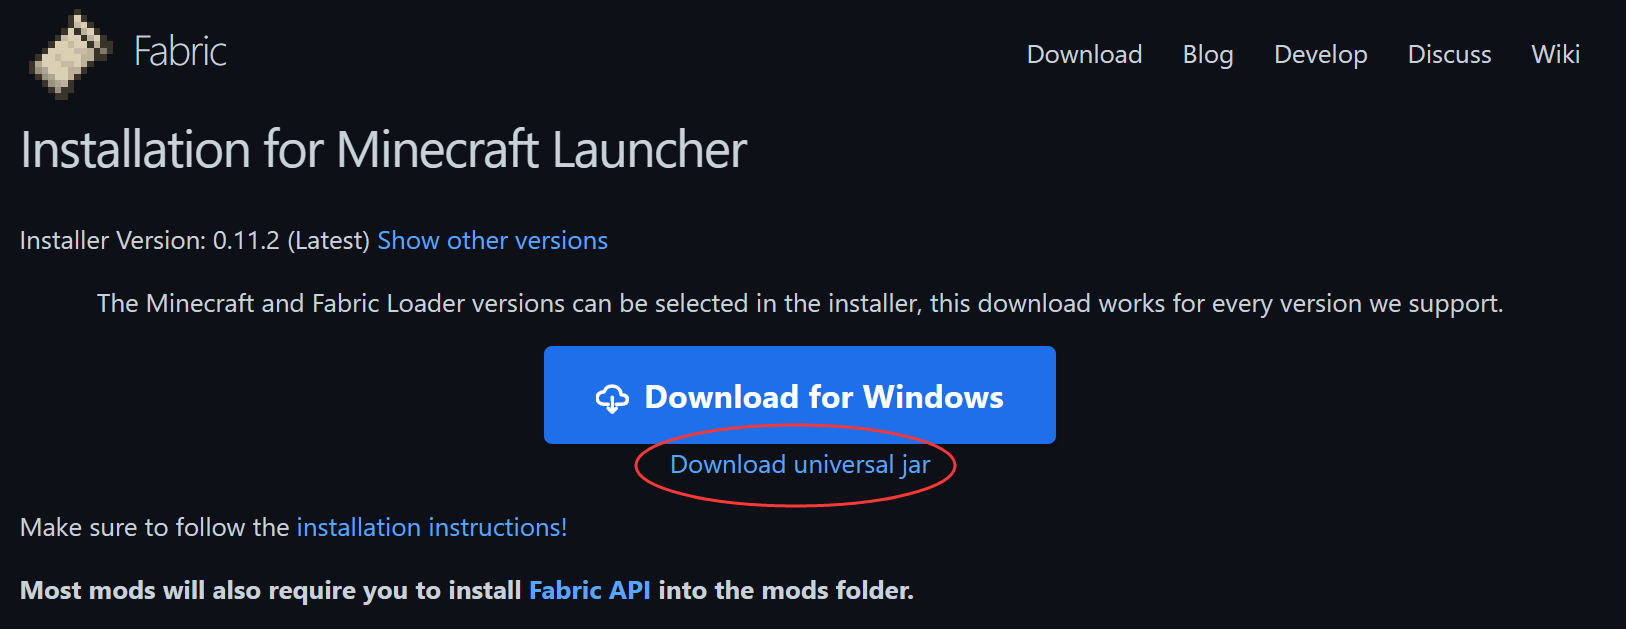 Fabric
Download Blog Develop Discuss Wiki
Installation for Minecraft Launcher
Installer Version: 0.11.2 (Latest) Show other versions
The Minecraft and Fabric Loader versions can be selected in the installer, this download works for every version we support.
Download for Windows
Download universal jar
Make sure to follow the installation instructions!
Most mods will also require you to install Fabric API into the mods folder.